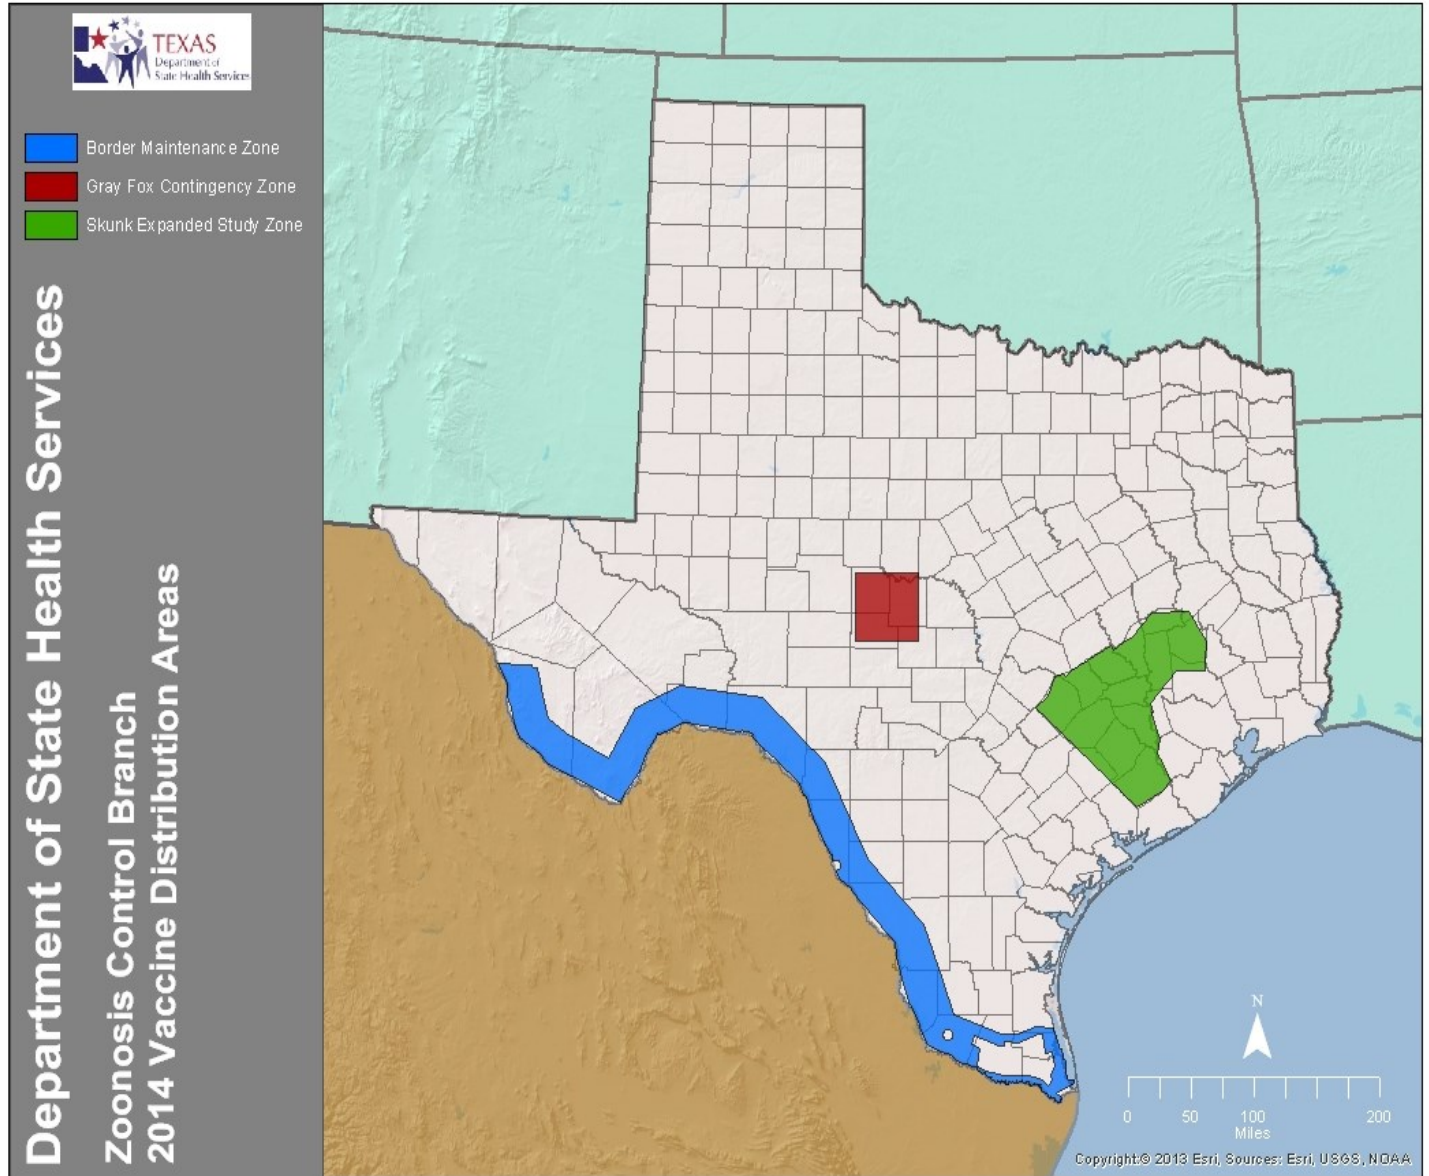 TEXAS
Department of
State Health Services
Border Maintenance Zone
Gray Fox Contingency Zone
Skunk Expanded Study Zone
Department of State Health Services
Zoonosis Control Branch
2014 Vaccine Distribution Areas
N
0 50 100 200
Miles
Copyright:© 2013 Esri, Sources: Esri, USGS, NOAA